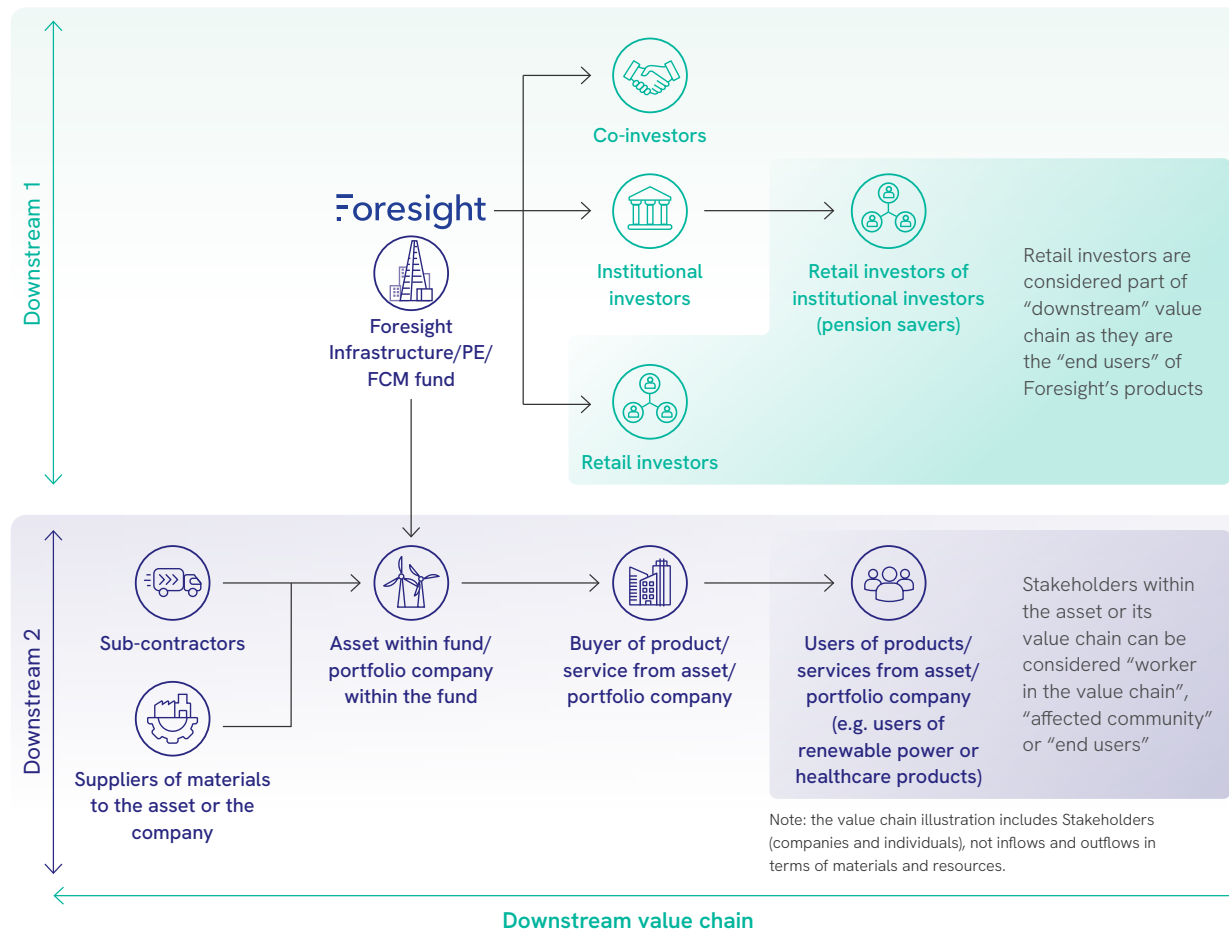 Downstream 1
Co-investors
Foresight
Foresight
Infrastructure/PE/
FCM fund
Institutional
investors
Retail investors of
institutional investors
(pension savers)
Retail investors are
considered part of
“downstream” value
chain as they are
the “end users” of
Foresight’s products
Retail investors
Downstream 2
Sub-contractors
Suppliers of materials
to the asset or the
company
Asset within fund/
portfolio company
within the fund
Buyer of product/
service from asset/
portfolio company
Users of products/
services from asset/
portfolio company
(e.g. users of
renewable power or
healthcare products)
Stakeholders within
the asset or its
value chain can be
considered “worker
in the value chain”,
“affected community”
or “end users”
Note: the value chain illustration includes Stakeholders
(companies and individuals), not inflows and outflows in
terms of materials and resources.
Downstream value chain